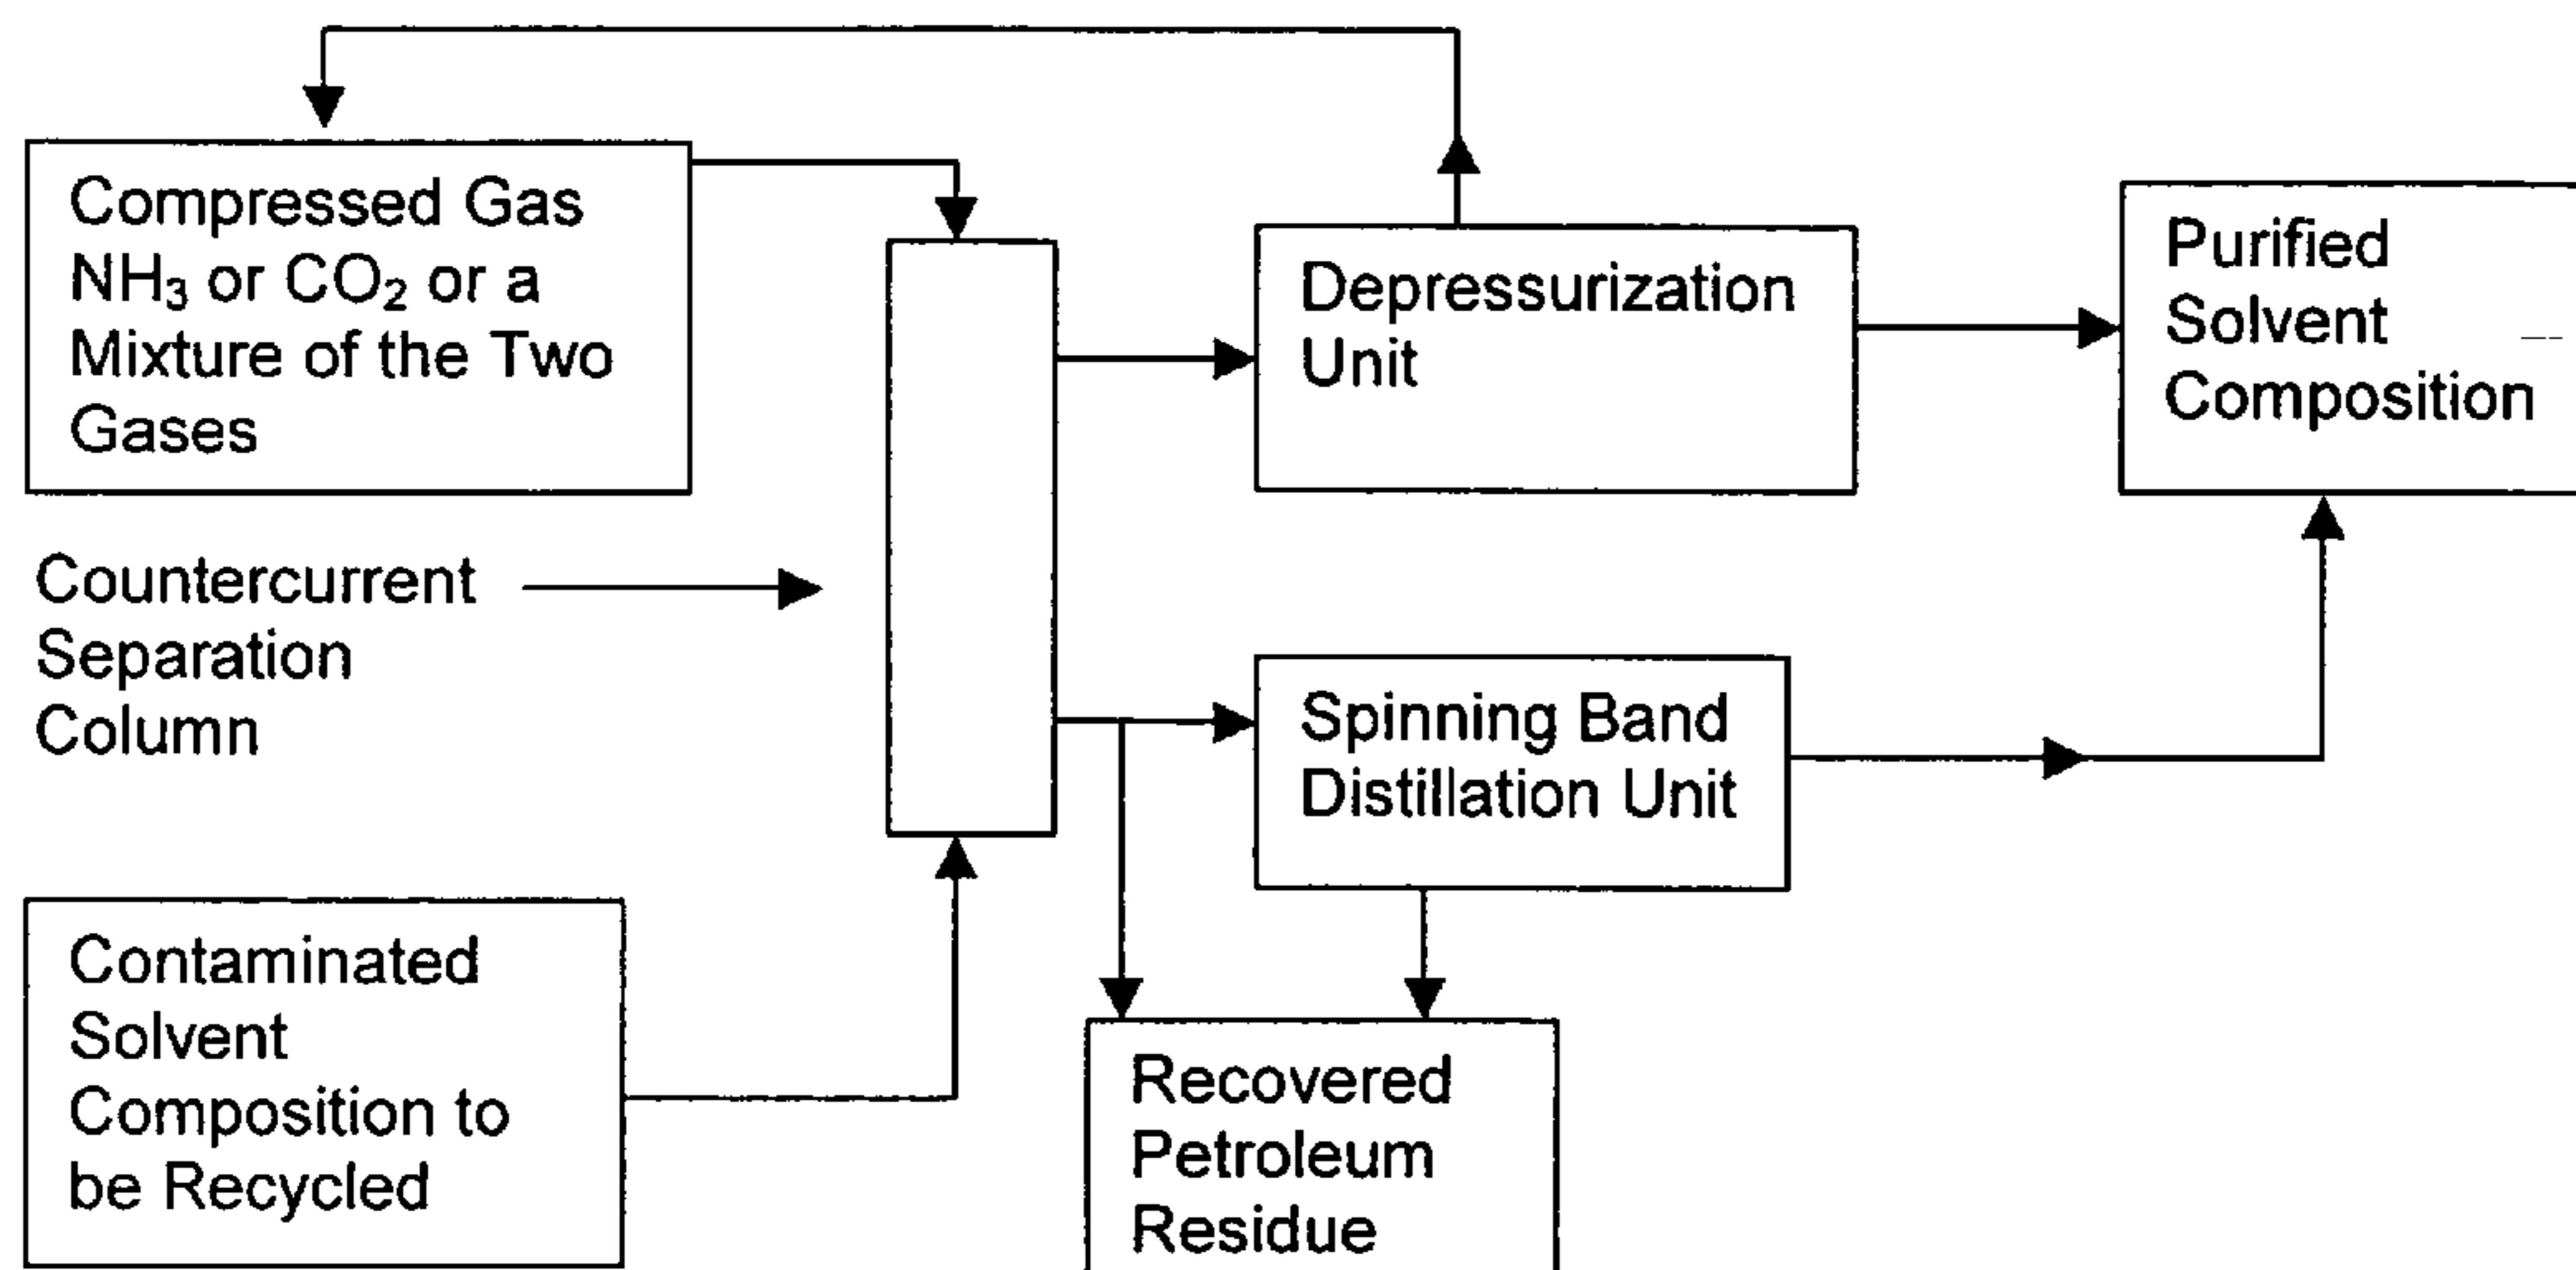 Compressed Gas
NH₃ or CO₂ or a
Mixture of the Two
Gases
Depressurization
Unit
Purified
Solvent
Composition
Countercurrent
Separation
Column
Spinning Band
Distillation Unit
Contaminated
Solvent
Composition to
be Recycled
Recovered
Petroleum
Residue